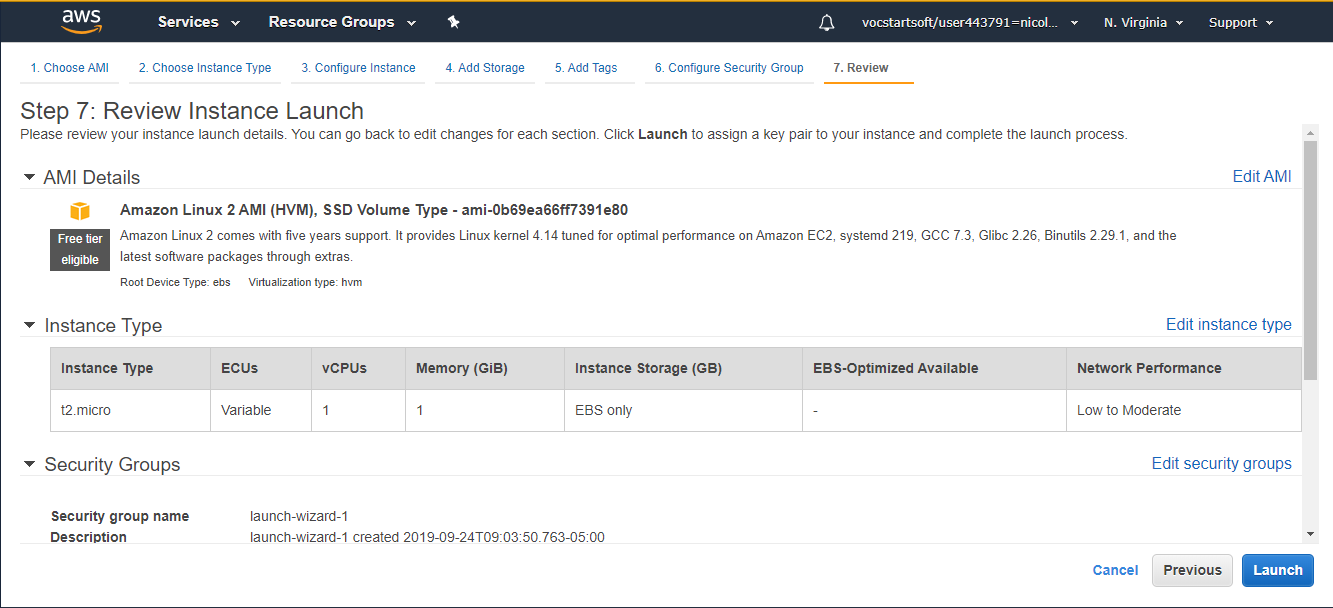 aws Services Resource Groups vocstartsoft/user443791=nicol... N. Virginia Support
1. Choose AMI 2. Choose Instance Type 3. Configure Instance 4. Add Storage 5. Add Tags 6. Configure Security Group 7. Review
Step 7: Review Instance Launch
Please review your instance launch details. You can go back to edit changes for each section. Click Launch to assign a key pair to your instance and complete the launch process.
AMI Details Edit AMI
Amazon Linux 2 AMI (HVM), SSD Volume Type - ami-0b69ea66ff7391e80
Free tier
eligible
Amazon Linux 2 comes with five years support. It provides Linux kernel 4.14 tuned for optimal performance on Amazon EC2, systemd 219, GCC 7.3, Glibc 2.26, Binutils 2.29.1, and the
latest software packages through extras.
Root Device Type: ebs Virtualization type: hvm
Instance Type Edit instance type
Instance Type ECUs vCPUs Memory (GiB) Instance Storage (GB) EBS-Optimized Available Network Performance
t2.micro Variable 1 1 EBS only - Low to Moderate
Security Groups Edit security groups
Security group name launch-wizard-1
Description launch-wizard-1 created 2019-09-24T09:03:50.763-05:00
Cancel Previous Launch